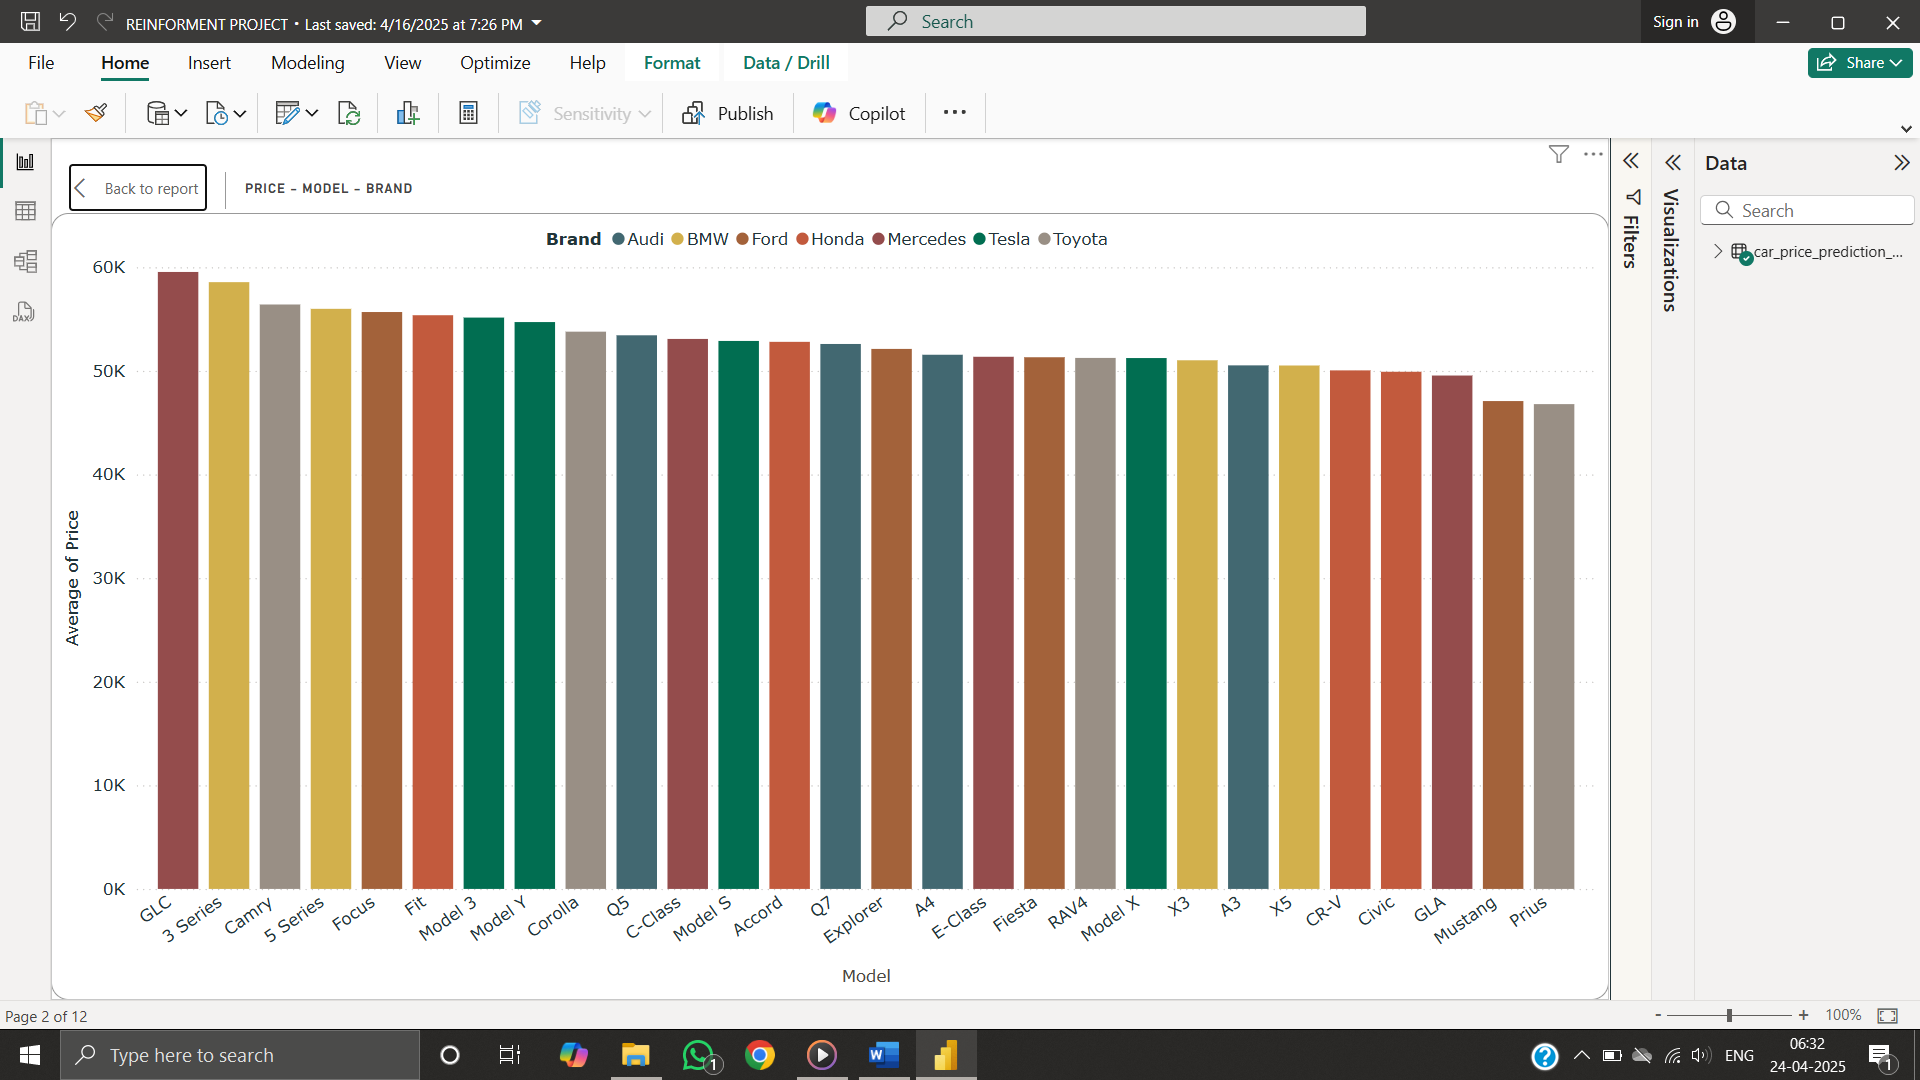 REINFORMENT PROJECT • Last saved: 4/16/2025 at 7:26 PM
Search
Sign in
File
Home
Insert
Modeling
View
Optimize
Help
Format
Data / Drill
Share
Sensitivity
Publish
Copilot
Back to report
PRICE - MODEL - BRAND
Filters
Visualizations
Data
Search
car_price_prediction_...
DAX
Brand Audi BMW Ford Honda Mercedes Tesla Toyota
60K
50K
40K
30K
20K
10K
0K
Average of Price
GLC
3 Series
Camry
5 Series
Focus
Fit
Model 3
Model Y
Corolla
Q5
C-Class
Model S
Accord
Q7
Explorer
A4
E-Class
Fiesta
RAV4
Model X
X3
A3
X5
CR-V
Civic
GLA
Mustang
Prius
Model
Page 2 of 12
- + 100%
Type here to search
1
W
?
ENG
06:32
24-04-2025
1